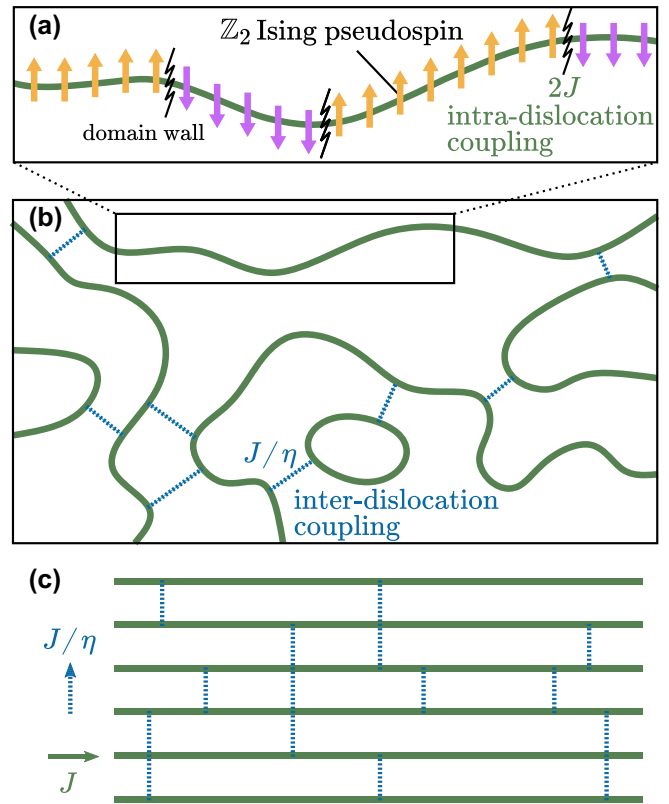 (a)
ℤ₂ Ising pseudospin
domain wall
2J
intra-dislocation
coupling
(b)
J/η
inter-dislocation
coupling
(c)
J/η
J